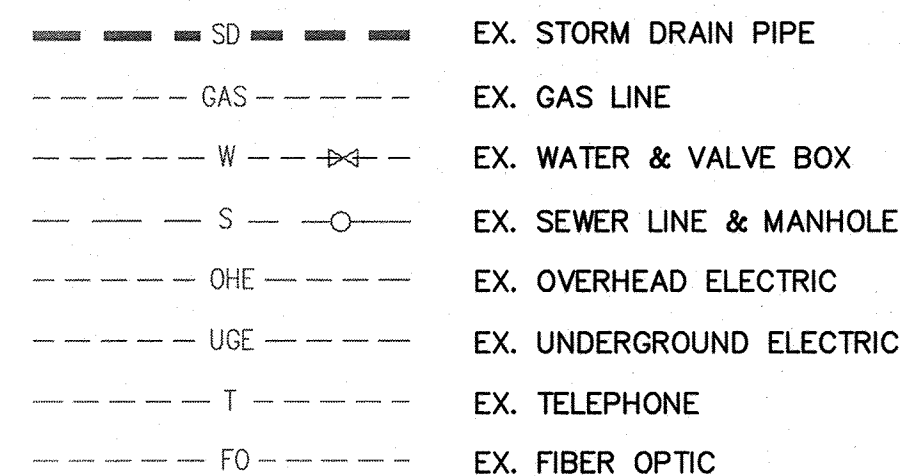 SD EX. STORM DRAIN PIPE
GAS EX. GAS LINE
W EX. WATER & VALVE BOX
S EX. SEWER LINE & MANHOLE
OHE EX. OVERHEAD ELECTRIC
UGE EX. UNDERGROUND ELECTRIC
T EX. TELEPHONE
FO EX. FIBER OPTIC